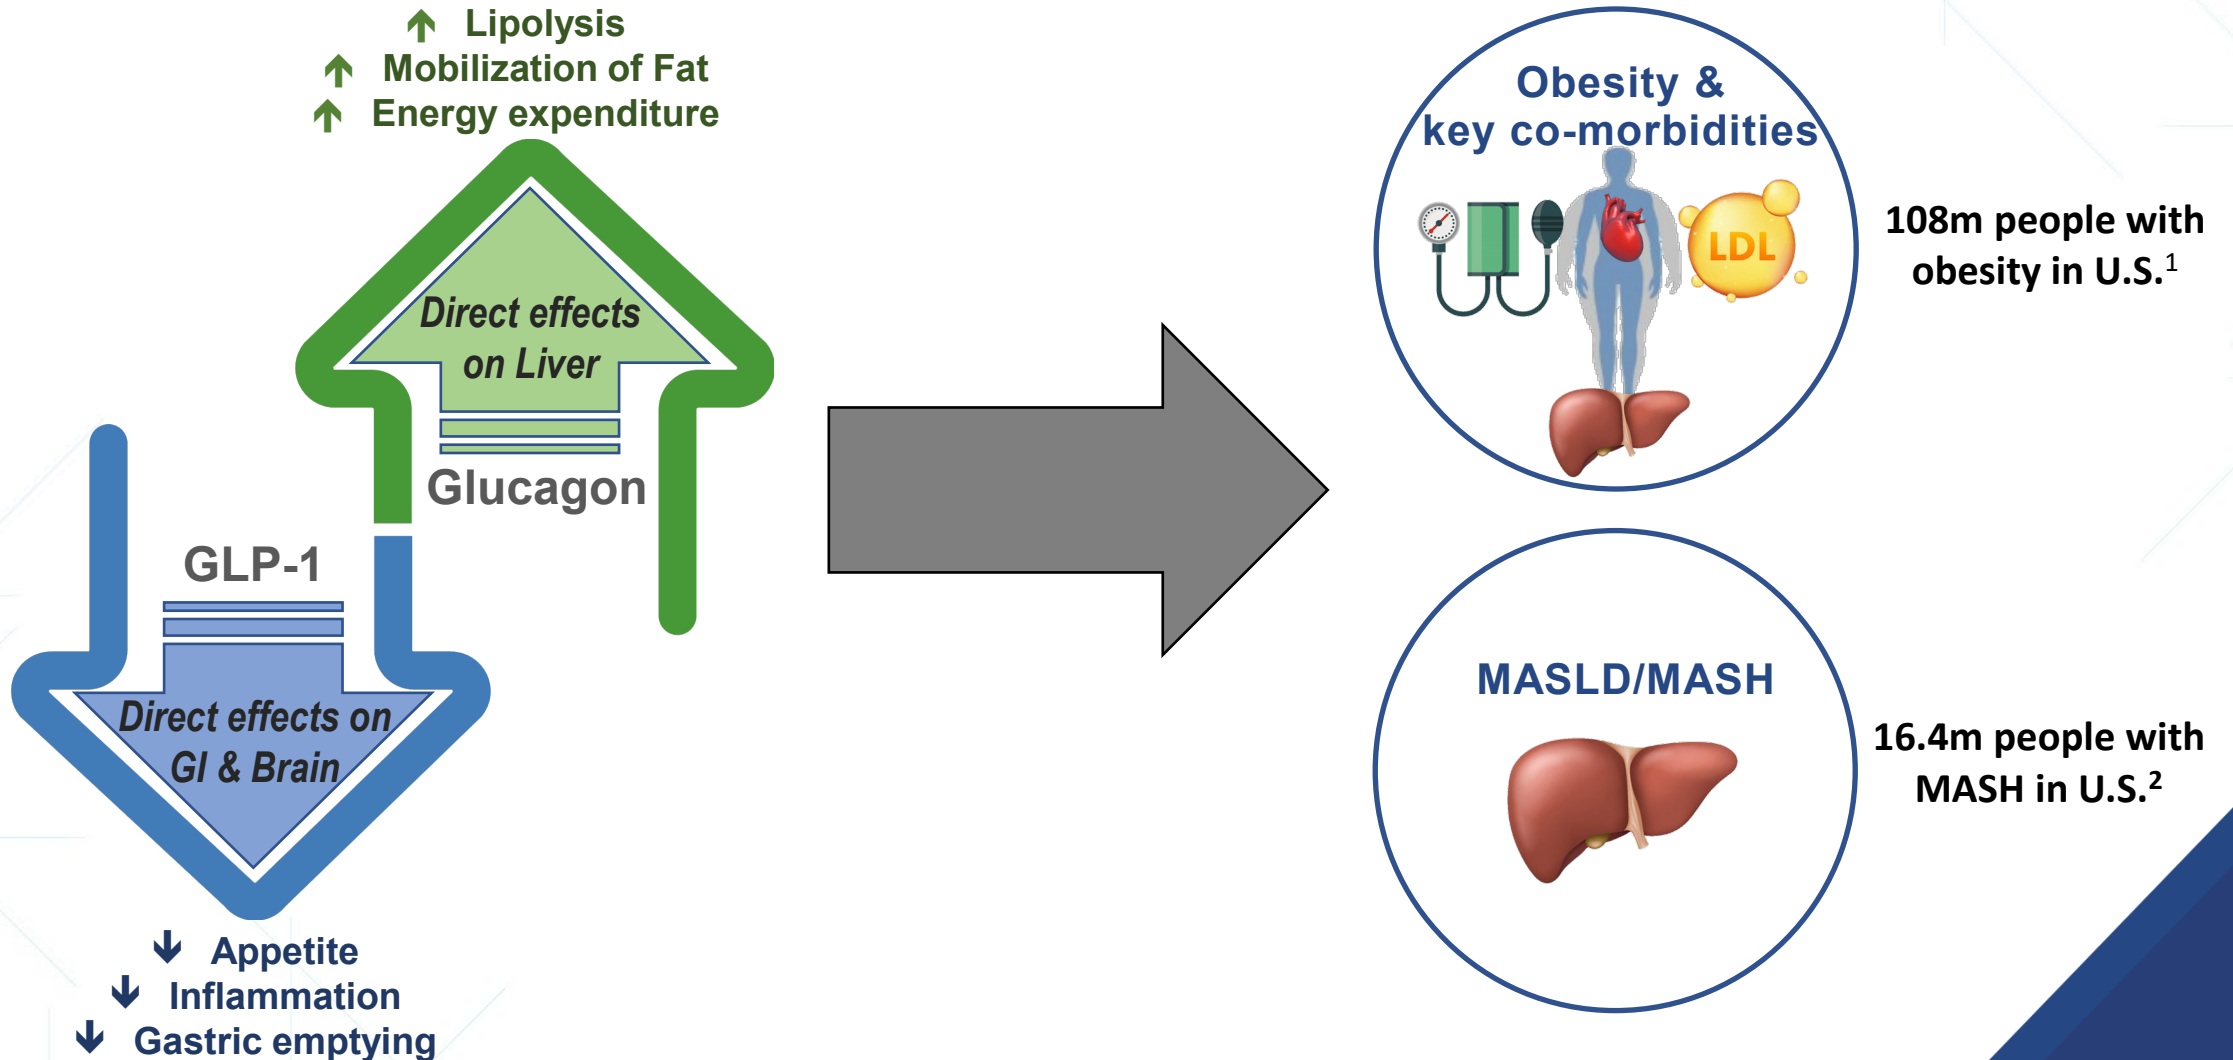 ↑ Lipolysis
↑ Mobilization of Fat
↑ Energy expenditure
Direct effects
on Liver
Glucagon
GLP-1
Direct effects on
GI & Brain
↓ Appetite
↓ Inflammation
↓ Gastric emptying
Obesity &
key co-morbidities
LDL
108m people with
obesity in U.S.¹
MASLD/MASH
16.4m people with
MASH in U.S.²